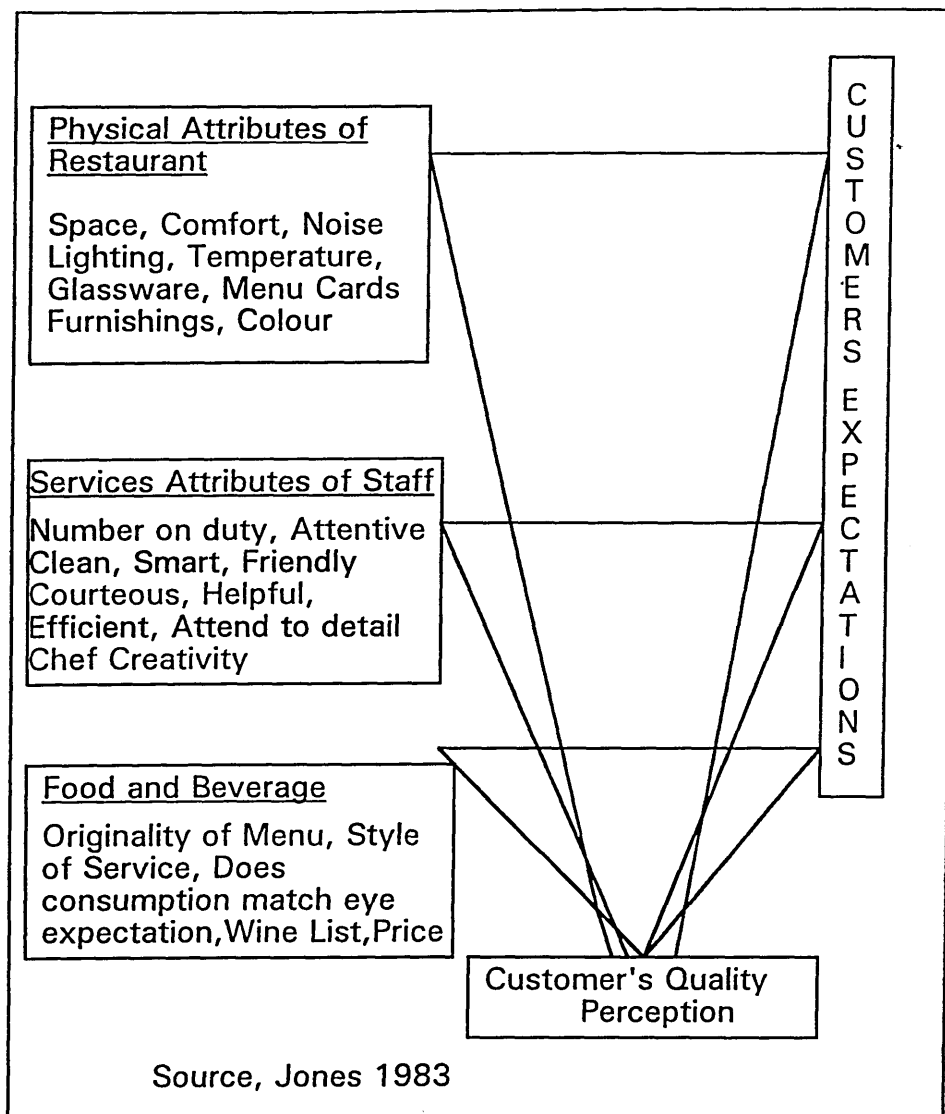 Physical Attributes of
Restaurant
Space, Comfort, Noise
Lighting, Temperature,
Glassware, Menu Cards
Furnishings, Colour
Services Attributes of Staff
Number on duty, Attentive
Clean, Smart, Friendly
Courteous, Helpful,
Efficient, Attend to detail
Chef Creativity
Food and Beverage
Originality of Menu, Style
of Service, Does
consumption match eye
expectation,Wine List,Price
CUSTOMERS EXPECTATIONS
Customer's Quality
Perception
Source, Jones 1983